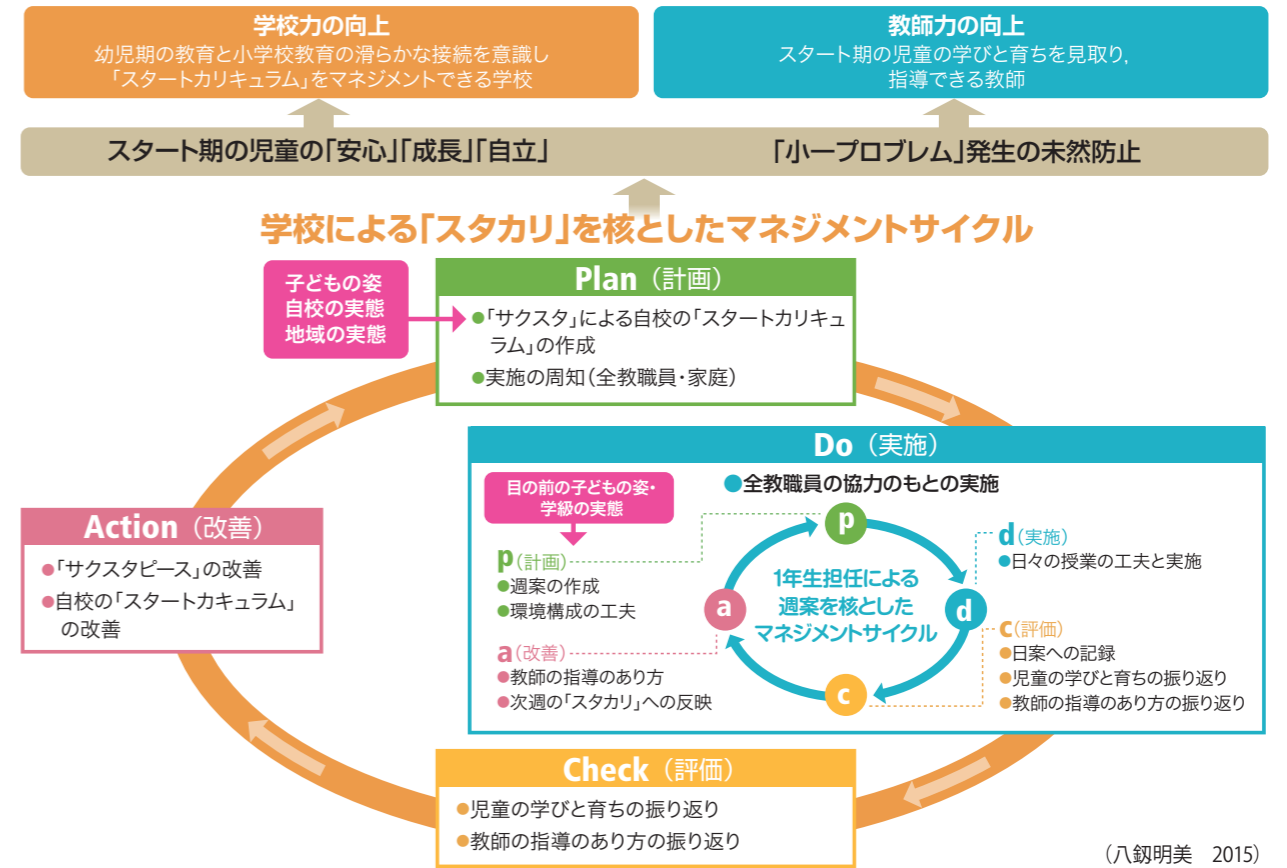 学校力の向上
幼児期の教育と小学校教育の滑らかな接続を意識し
「スタートカリキュラム」をマネジメントできる学校
教師力の向上
スタート期の児童の学びと育ちを見取り,
指導できる教師
スタート期の児童の「安心」「成長」「自立」
「小一プロブレム」発生の未然防止
学校による「スタカリ」を核としたマネジメントサイクル
子どもの姿
自校の実態
地域の実態
Plan（計画）
●「サクスタ」による自校の「スタートカリキュ
ラム」の作成
●実施の周知（全教職員・家庭）
Do（実施）
●全教職員の協力のもとの実施
目の前の子どもの姿・
学級の実態
p（計画）
●週案の作成
●環境構成の工夫
a（改善）
●教師の指導のあり方
●次週の「スタカリ」への反映
p
d
c
a
1年生担任による
週案を核とした
マネジメントサイクル
d（実施）
●日々の授業の工夫と実施
c（評価）
●日案への記録
●児童の学びと育ちの振り返り
●教師の指導のあり方の振り返り
Action（改善）
●「サクスタピース」の改善
●自校の「スタートカキュラム」
の改善
Check（評価）
●児童の学びと育ちの振り返り
●教師の指導のあり方の振り返り
（八釼明美　2015）